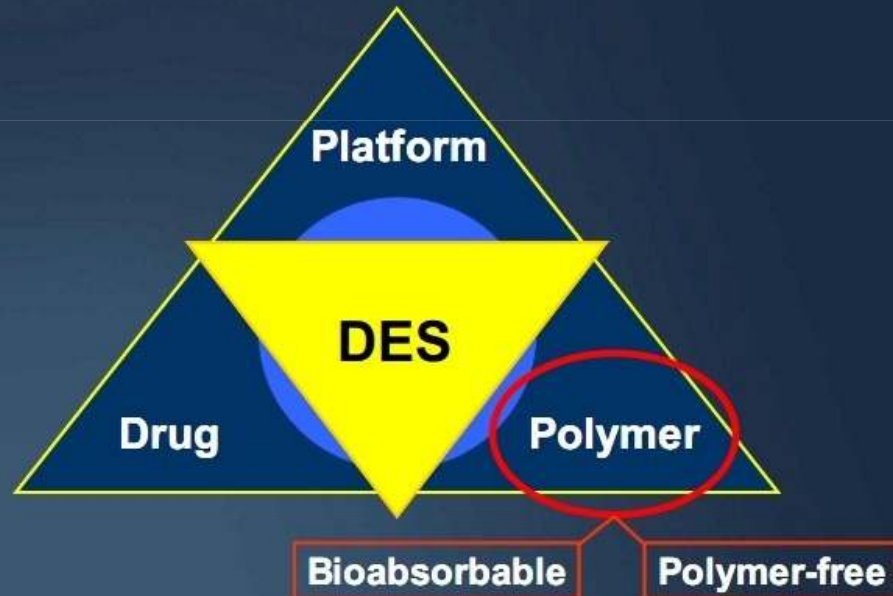 Platform
DES
Drug
Polymer
Bioabsorbable
Polymer-free